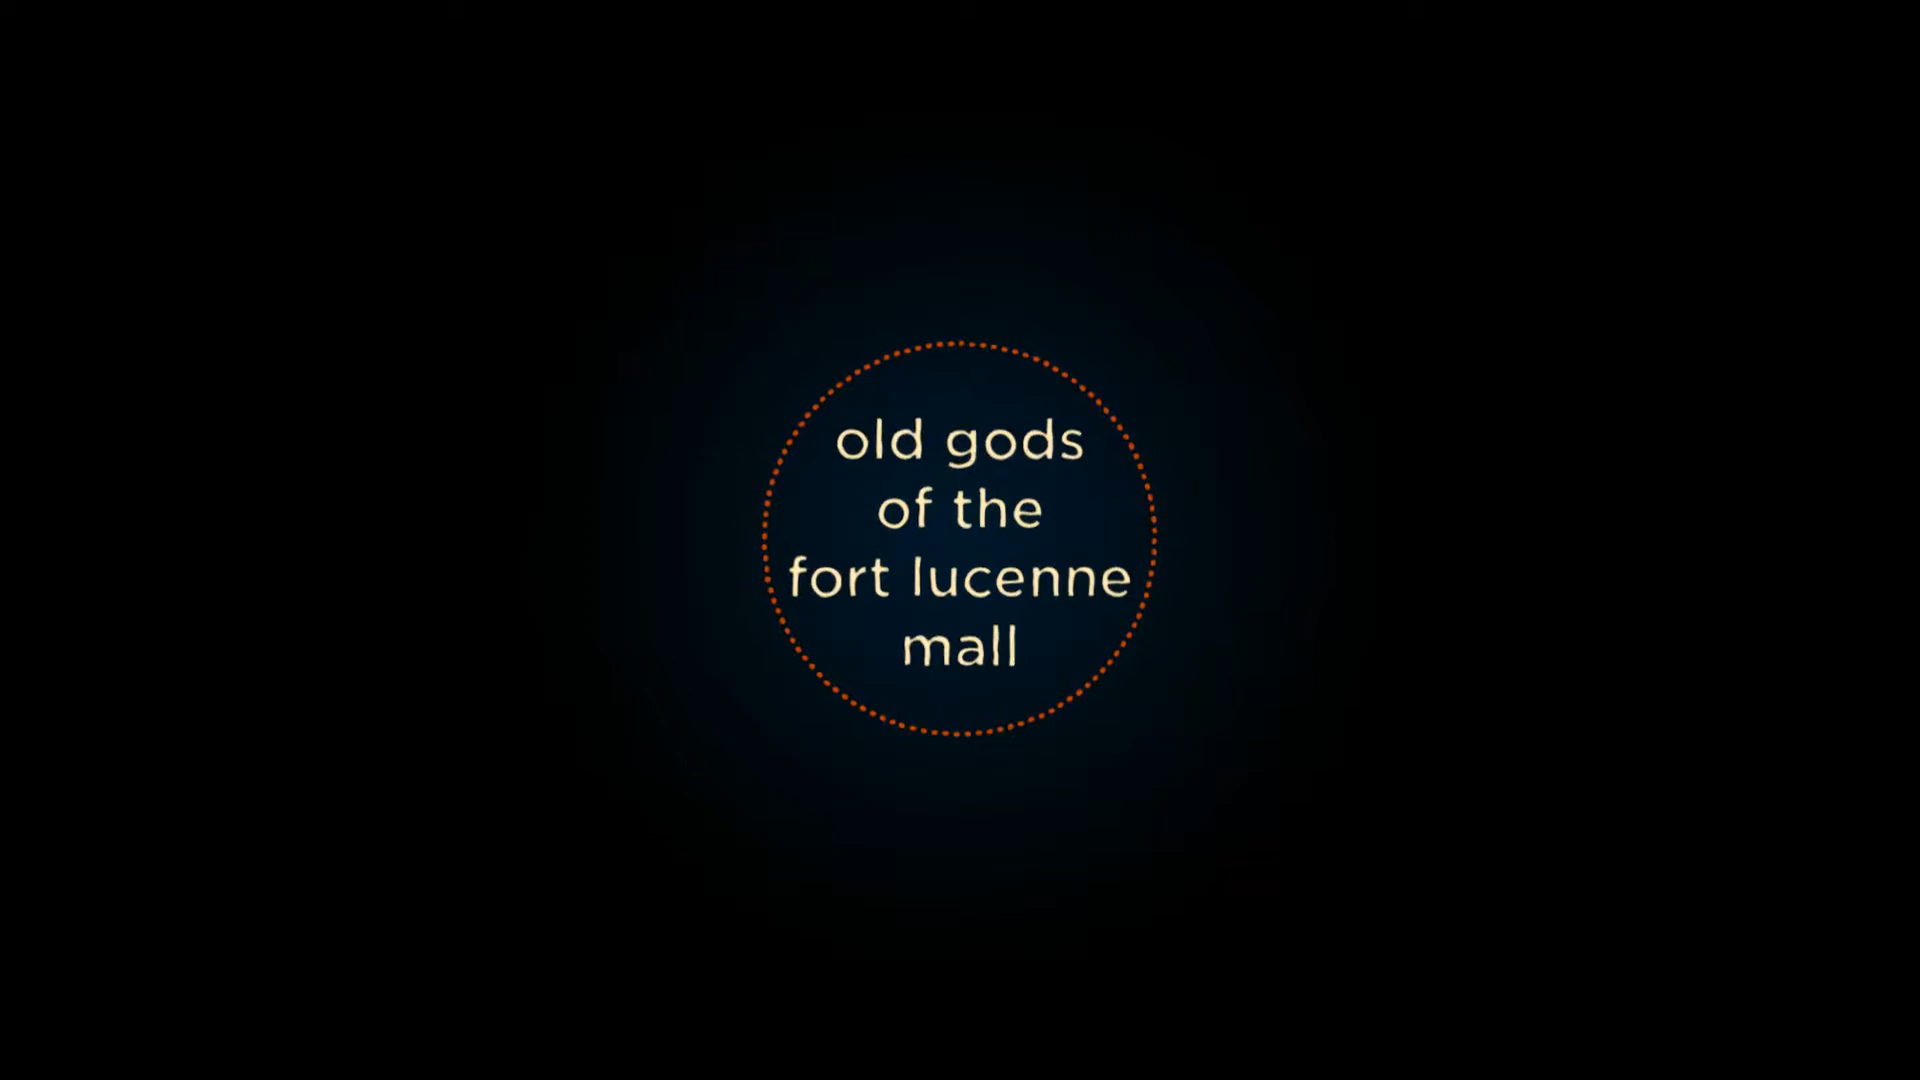 old gods
of the
fort lucenne
mall